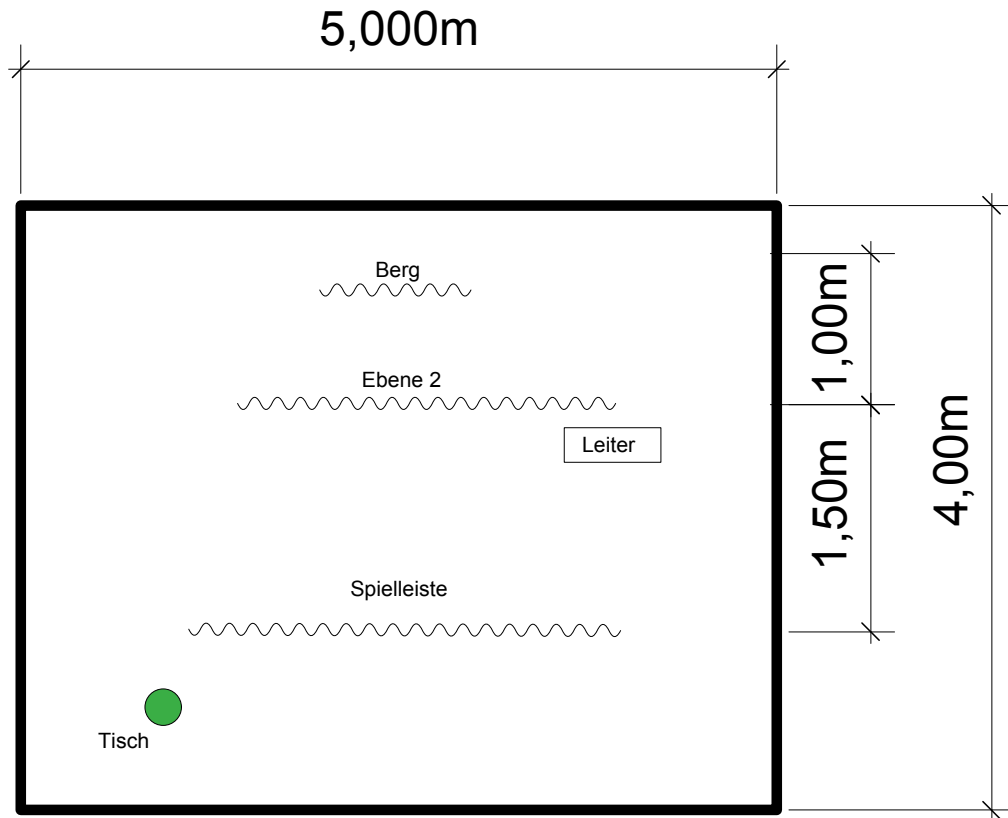 5,000m
Berg
1,00m
Ebene 2
4,00m
Leiter
1,50m
Spielleiste
Tisch